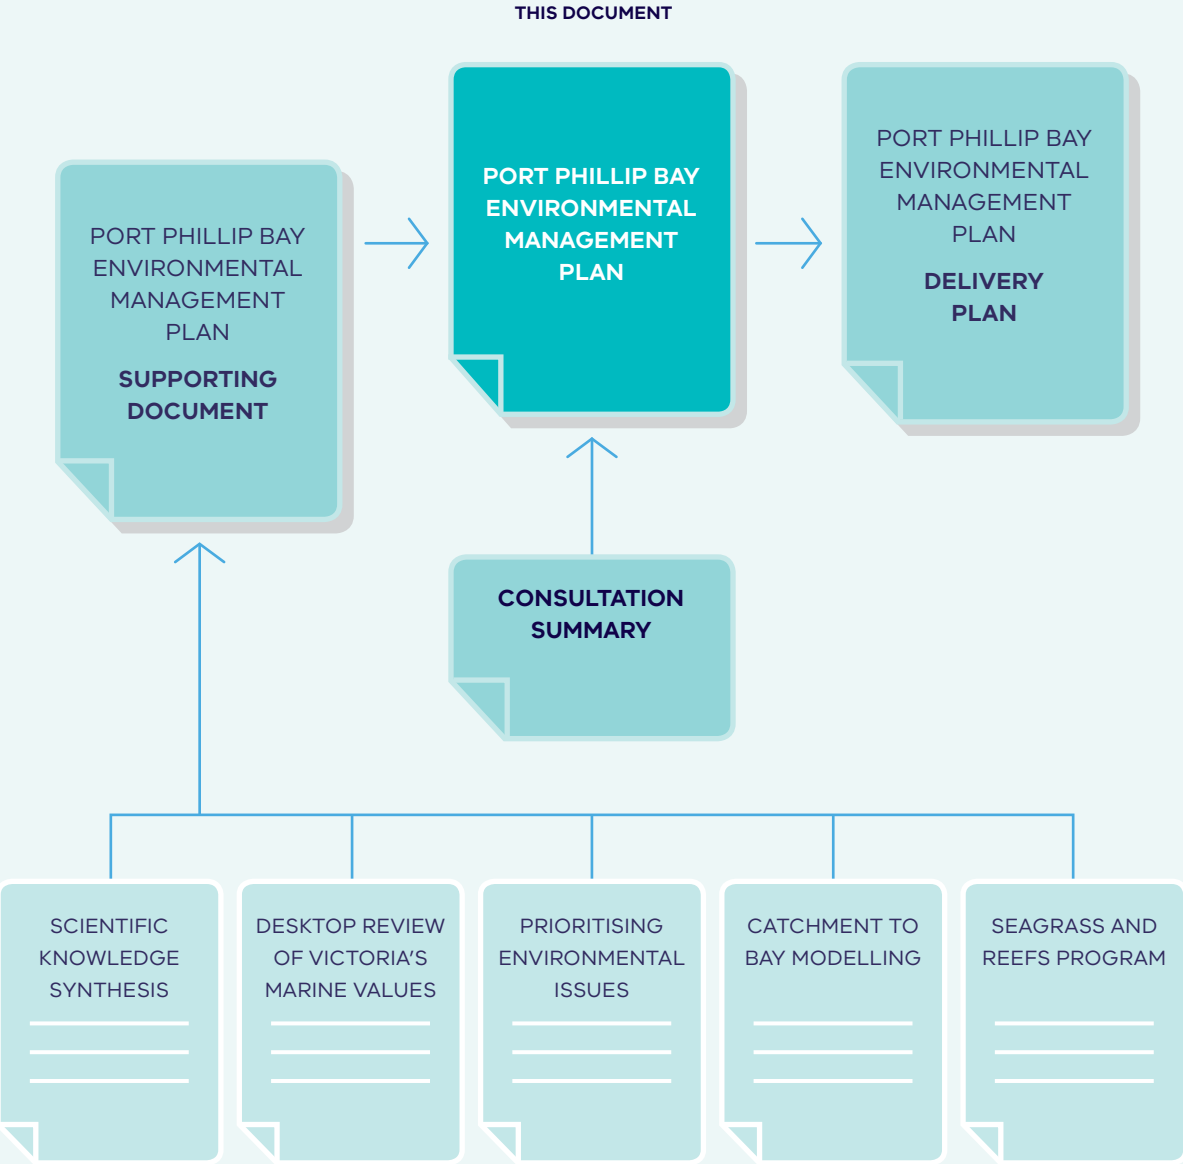 THIS DOCUMENT
PORT PHILLIP BAY
ENVIRONMENTAL
MANAGEMENT
PLAN
SUPPORTING
DOCUMENT
PORT PHILLIP BAY
ENVIRONMENTAL
MANAGEMENT
PLAN
PORT PHILLIP BAY
ENVIRONMENTAL
MANAGEMENT
PLAN
DELIVERY
PLAN
CONSULTATION
SUMMARY
SCIENTIFIC
KNOWLEDGE
SYNTHESIS
DESKTOP REVIEW
OF VICTORIA’S
MARINE VALUES
PRIORITISING
ENVIRONMENTAL
ISSUES
CATCHMENT TO
BAY MODELLING
SEAGRASS AND
REEFS PROGRAM